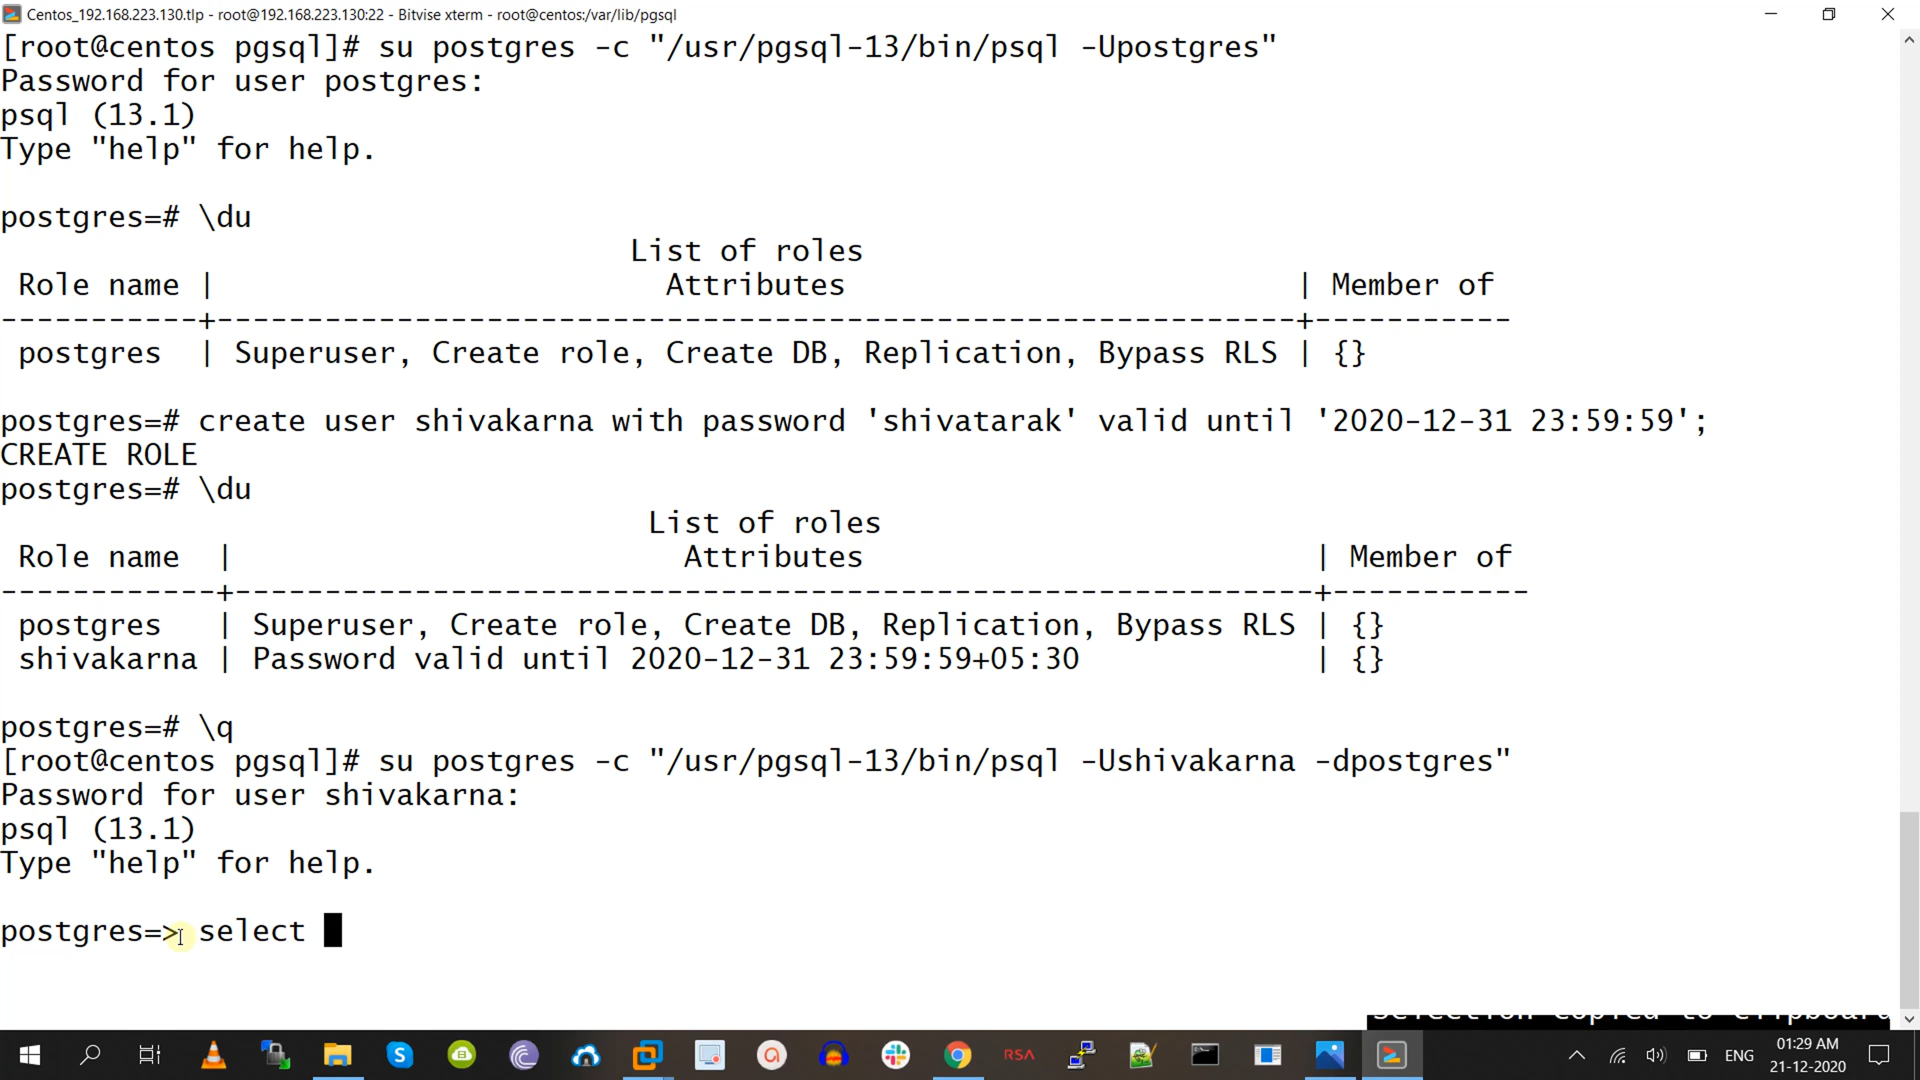 Centos_192.168.223.130.tlp - root@192.168.223.130:22 - Bitvise xterm - root@centos:/var/lib/pgsql
[root@centos pgsql]# su postgres -c "/usr/pgsql-13/bin/psql -Upostgres"
Password for user postgres:
psql (13.1)
Type "help" for help.
postgres=# \du
List of roles
Role name | Attributes | Member of
-----------+------------------------------------------------------------+-----------
postgres | Superuser, Create role, Create DB, Replication, Bypass RLS | {}
postgres=# create user shivakarna with password 'shivatarak' valid until '2020-12-31 23:59:59';
CREATE ROLE
postgres=# \du
List of roles
Role name | Attributes | Member of
------------+------------------------------------------------------------+-----------
postgres | Superuser, Create role, Create DB, Replication, Bypass RLS | {}
shivakarna | Password valid until 2020-12-31 23:59:59+05:30 | {}
postgres=# \q
[root@centos pgsql]# su postgres -c "/usr/pgsql-13/bin/psql -Ushivakarna -dpostgres"
Password for user shivakarna:
psql (13.1)
Type "help" for help.
postgres=> select
Selection copied to clipboard
RSA
ENG
01:29 AM
21-12-2020